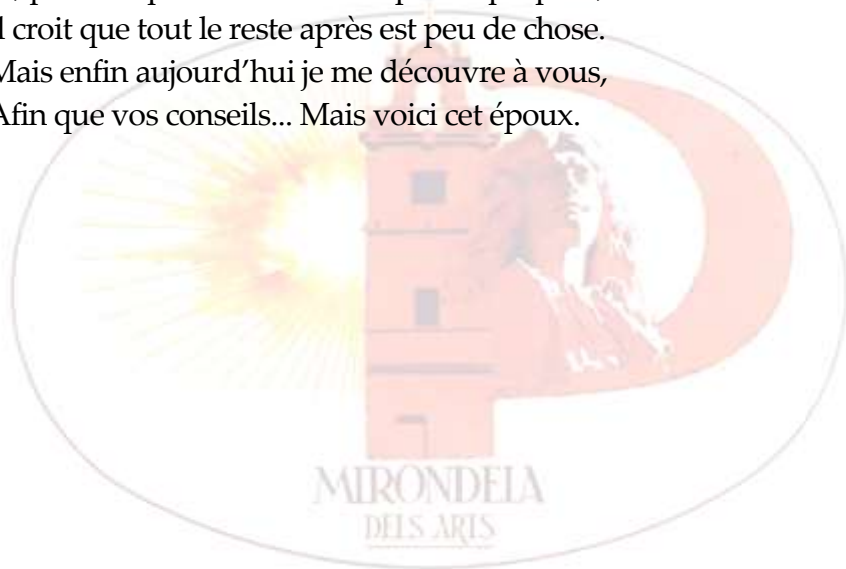 l croit que tout le reste après est peu de chose.
Mais enfin aujourd’hui je me découvre à vous,
Afin que vos conseils... Mais voici cet époux.
MIRONDELA
DELS ARTS